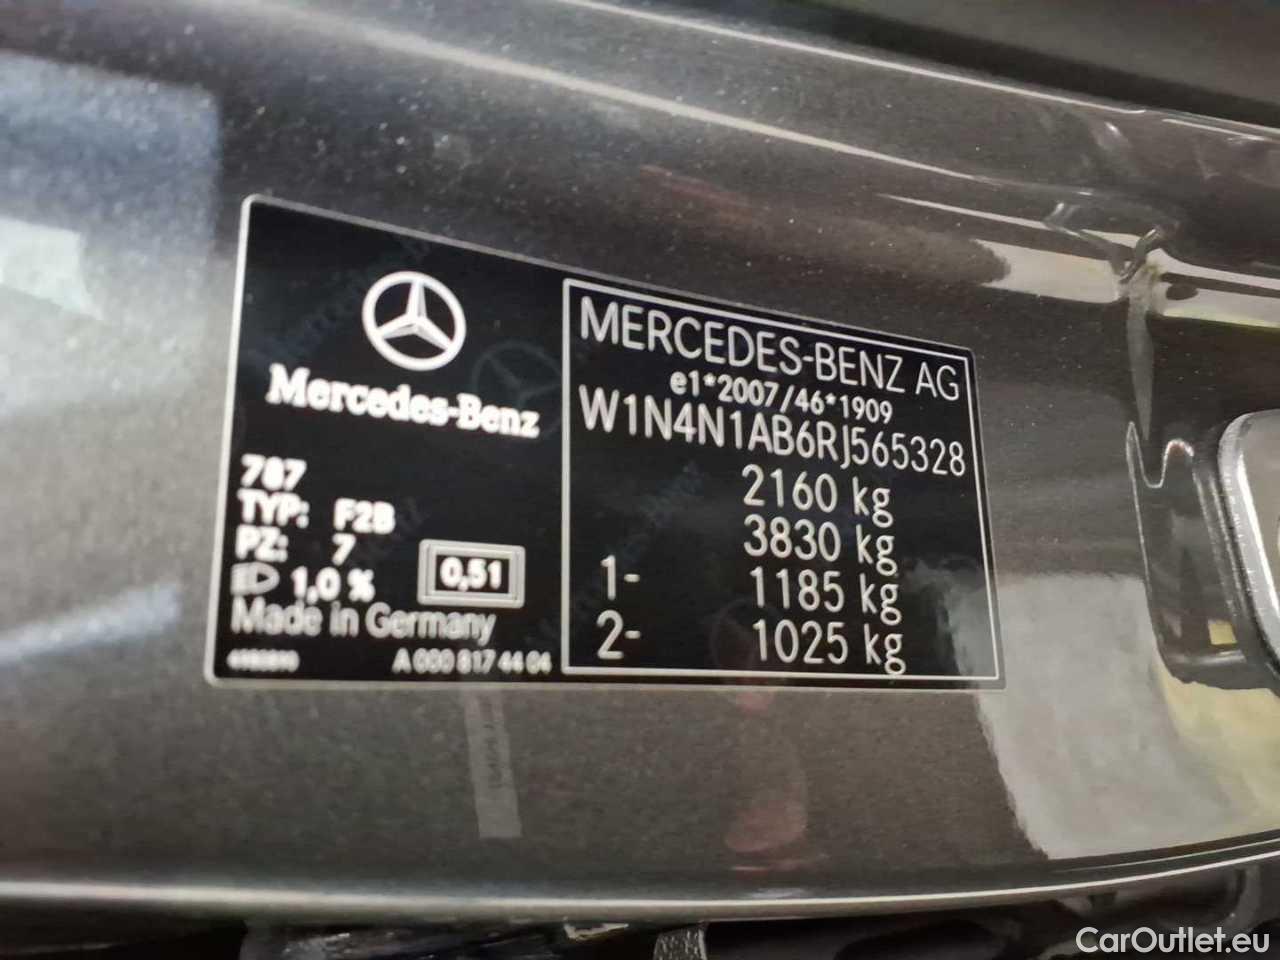 Mercedes-Benz
787
TYP: F2B
PZ: 7
1,0 %
0,51
Made in Germany
A 000 817 44 04
MERCEDES-BENZ AG
e1*2007/46*1909
W1N4N1AB6RJ565328
2160 kg
3830 kg
1- 1185 kg
2- 1025 kg
CarOutlet.eu